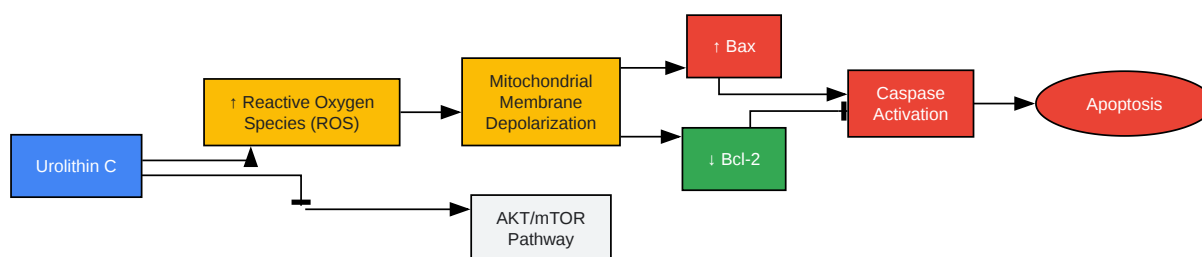 Urolithin C
↑ Reactive Oxygen
Species (ROS)
Mitochondrial
Membrane
Depolarization
↑ Bax
↓ Bcl-2
Caspase
Activation
Apoptosis
AKT/mTOR
Pathway